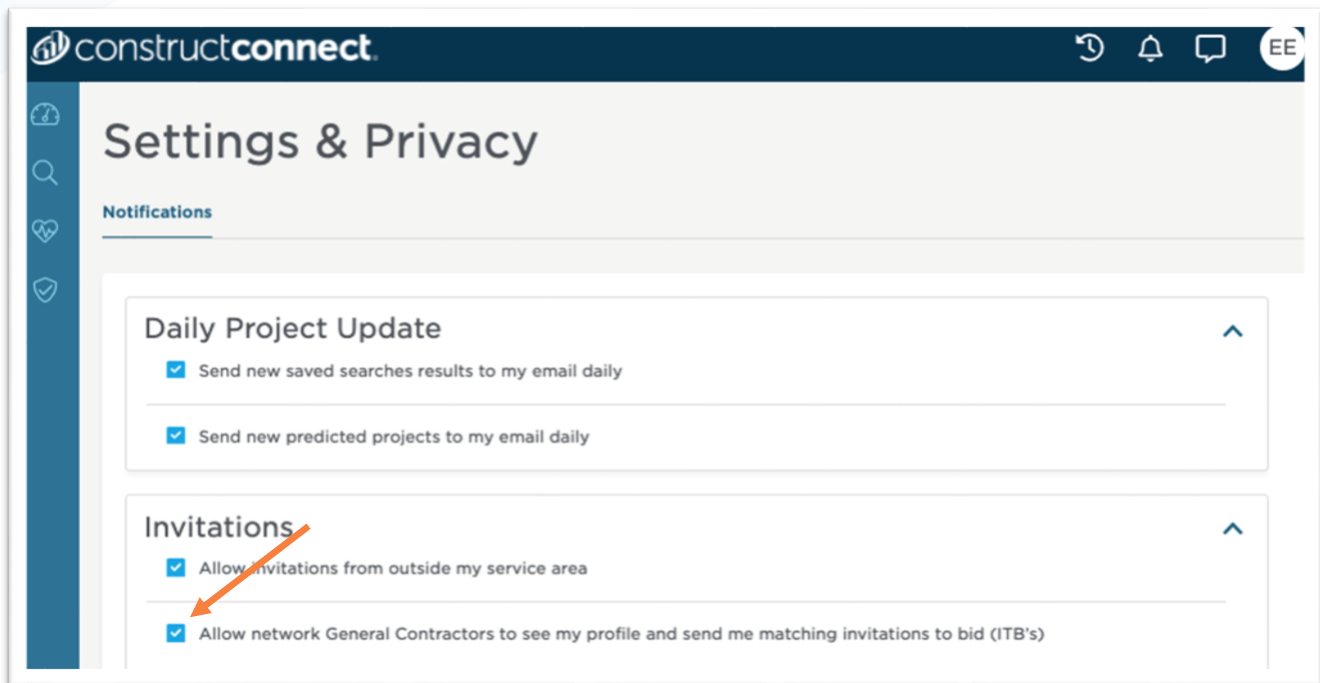 constructconnect.
EE
Settings & Privacy
Notifications
Daily Project Update
Send new saved searches results to my email daily
Send new predicted projects to my email daily
Invitations
Allow invitations from outside my service area
Allow network General Contractors to see my profile and send me matching invitations to bid (ITB's)